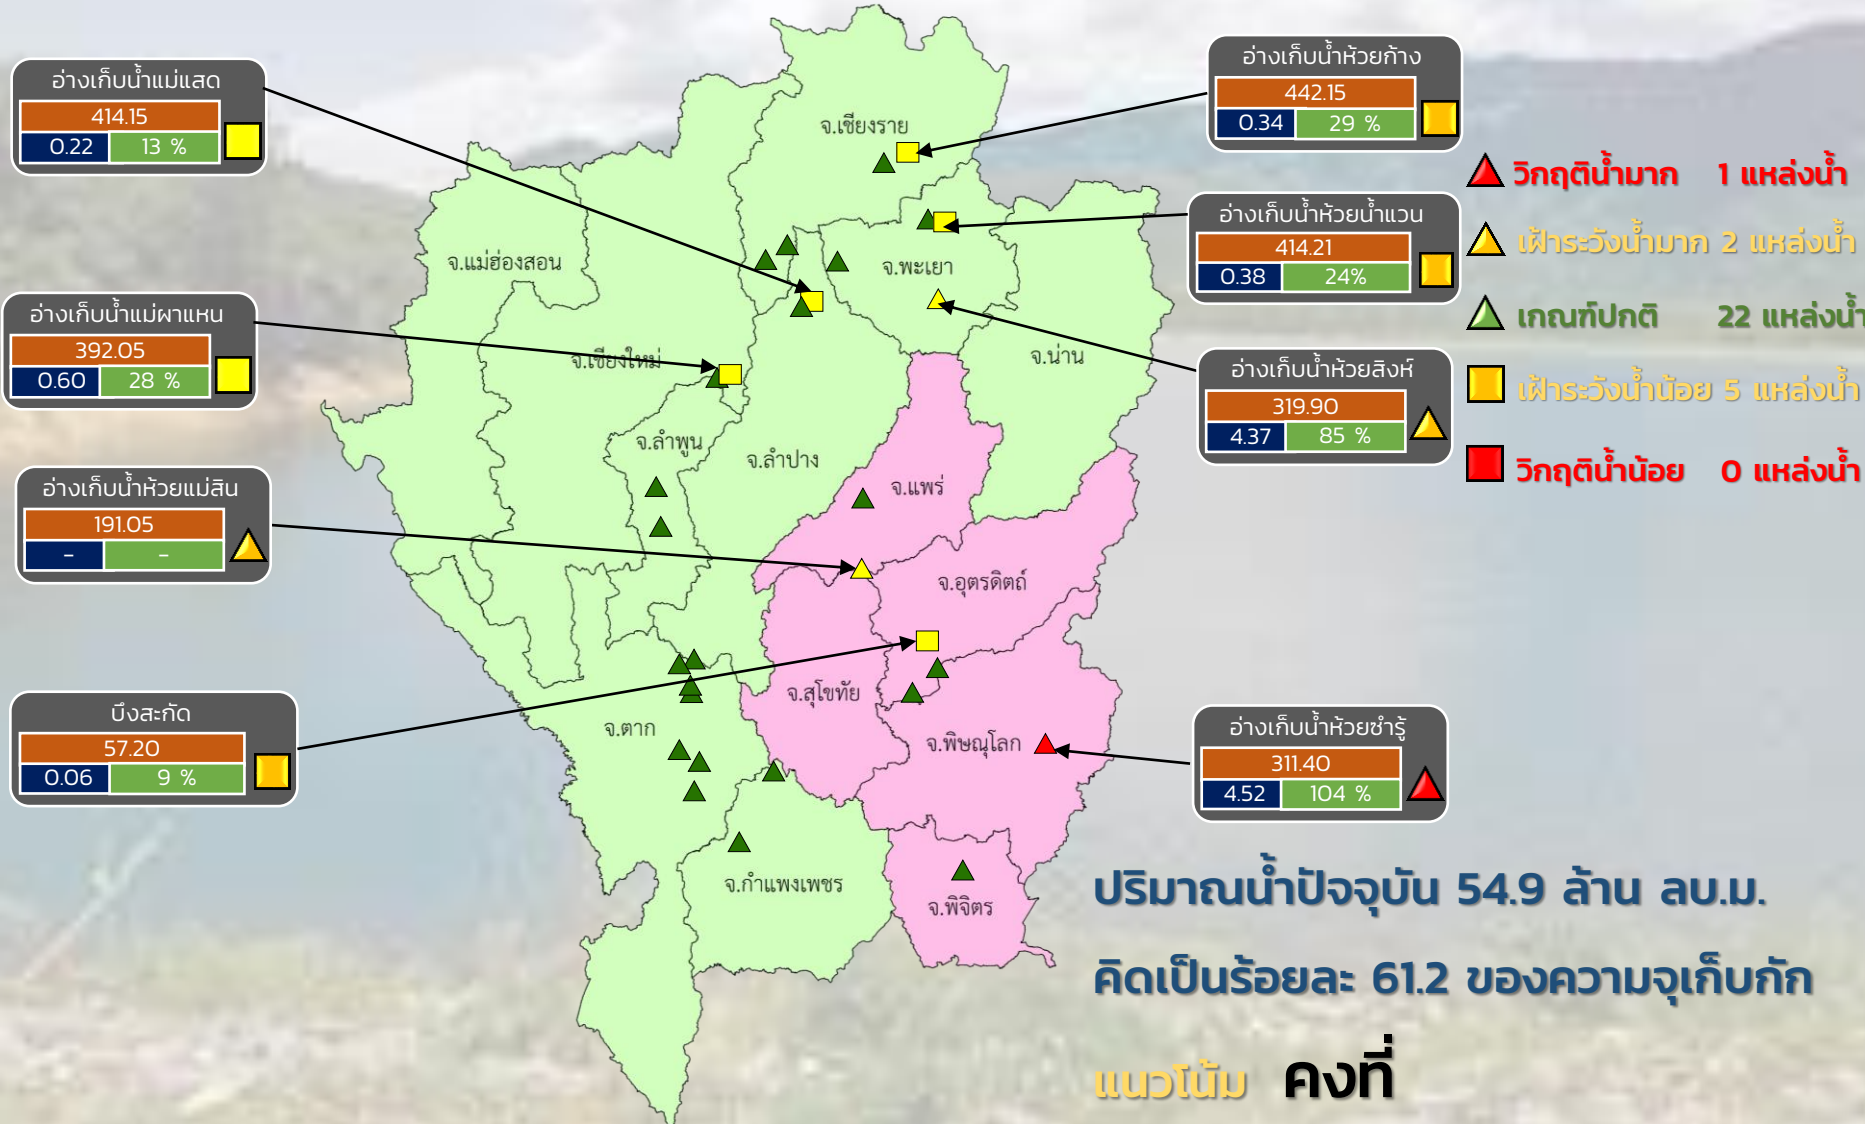 อ่างเก็บน้ำแม่แสด
414.15
0.22 13 %
อ่างเก็บน้ำแม่ผาแหน
392.05
0.60 28 %
อ่างเก็บน้ำห้วยแม่สิน
191.05
- -
บึงสะกัด
57.20
0.06 9 %
จ.เชียงราย
จ.แม่ฮ่องสอน
จ.พะเยา
จ.เชียงใหม่
จ.น่าน
จ.ลำพูน
จ.ลำปาง
จ.แพร่
จ.อุตรดิตถ์
จ.สุโขทัย
จ.ตาก
จ.พิษณุโลก
จ.กำแพงเพชร
จ.พิจิตร
อ่างเก็บน้ำห้วยก้าง
442.15
0.34 29 %
อ่างเก็บน้ำห้วยน้ำแวน
414.21
0.38 24%
อ่างเก็บน้ำห้วยสิงห์
319.90
4.37 85 %
อ่างเก็บน้ำห้วยซำรู้
311.40
4.52 104 %
วิกฤติน้ำมาก 1 แหล่งน้ำ
เฝ้าระวังน้ำมาก 2 แหล่งน้ำ
เกณฑ์ปกติ 22 แหล่งน้ำ
เฝ้าระวังน้ำน้อย 5 แหล่งน้ำ
วิกฤติน้ำน้อย 0 แหล่งน้ำ
ปริมาณน้ำปัจจุบัน 54.9 ล้าน ลบ.ม.
คิดเป็นร้อยละ 61.2 ของความจุเก็บกัก
แนวโน้ม คงที่